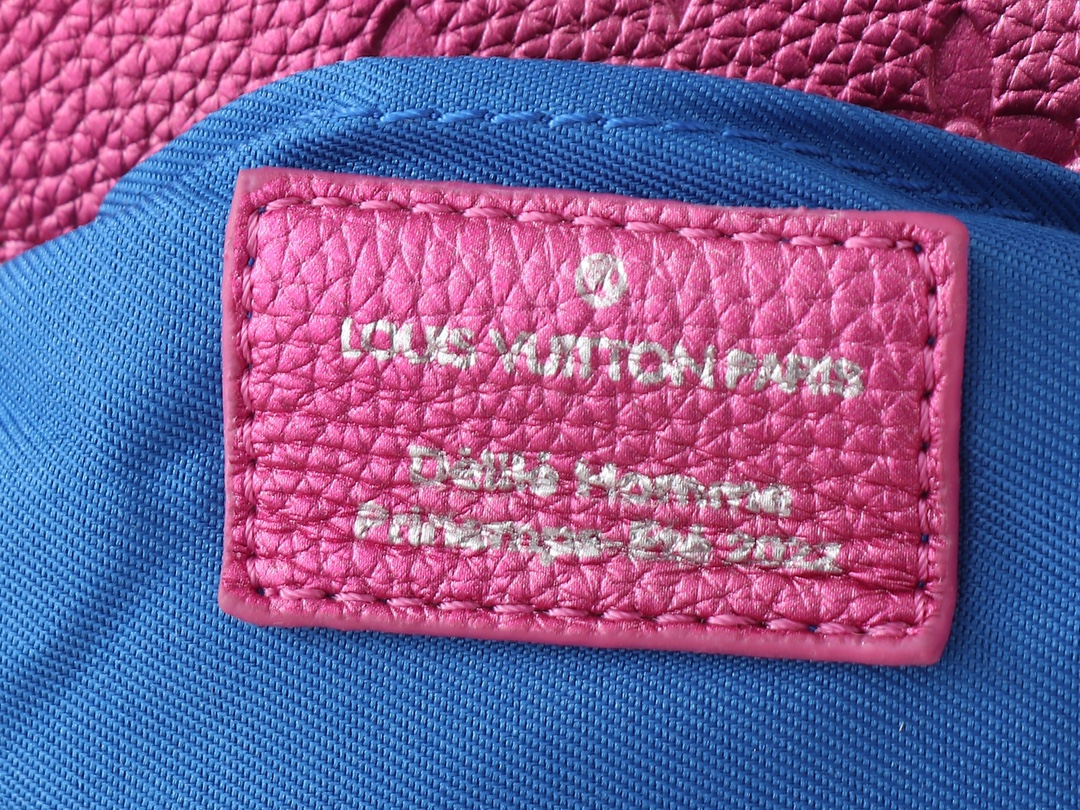 LOUIS VUITTON PARIS
Défilé Homme
Printemps-Été 2022